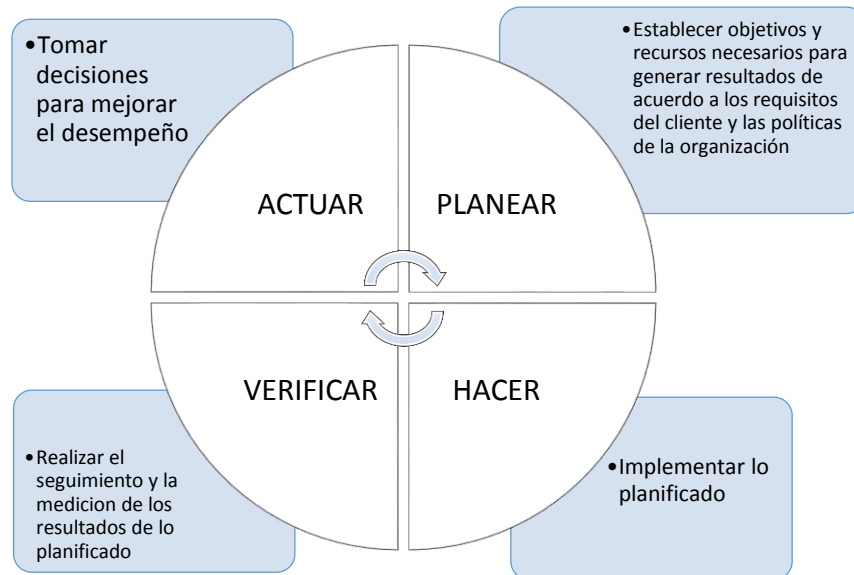 •Tomar
decisiones
para mejorar
el desempeño
•Establecer objetivos y
recursos necesarios para
generar resultados de
acuerdo a los requisitos
del cliente y las políticas
de la organización
ACTUAR
PLANEAR
VERIFICAR
HACER
•Realizar el
seguimiento y la
medicion de los
resultados de lo
planificado
•Implementar lo
planificado